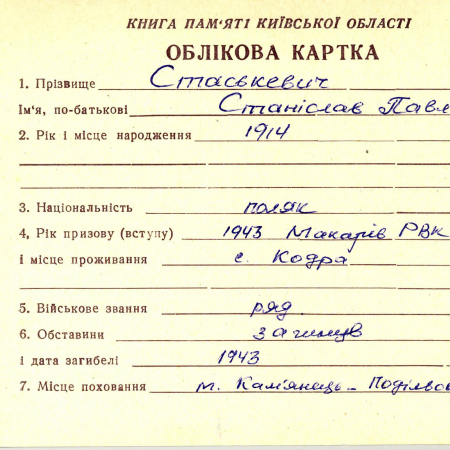 КНИГА ПАМ'ЯТІ КИЇВСЬКОЇ ОБЛАСТІ
ОБЛІКОВА КАРТКА
1. Прізвище Стаськевич
Ім'я, по-батькові Станіслав Павл
2. Рік і місце народження 1914
3. Національність поляк
4, Рік призову (вступу) 1943 Макарів РВК
і місце проживання с. Кодра
5. Військове звання ряд.
6. Обставини загинув
і дата загибелі 1943
7. Місце поховання м. Кам'янець-Подільсь